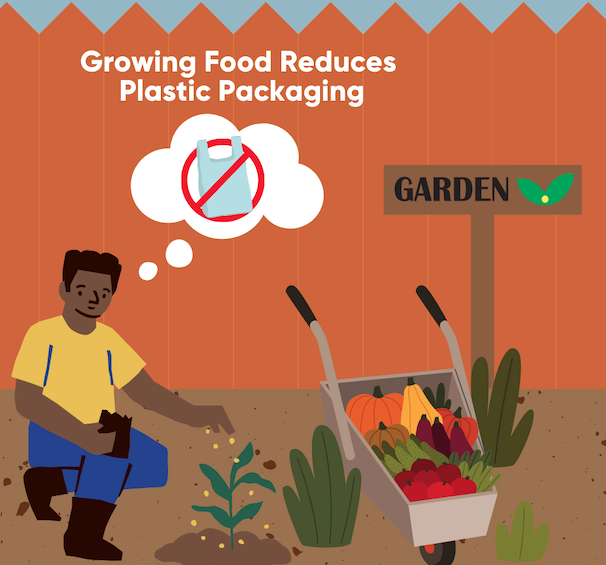 Growing Food Reduces
Plastic Packaging
GARDEN